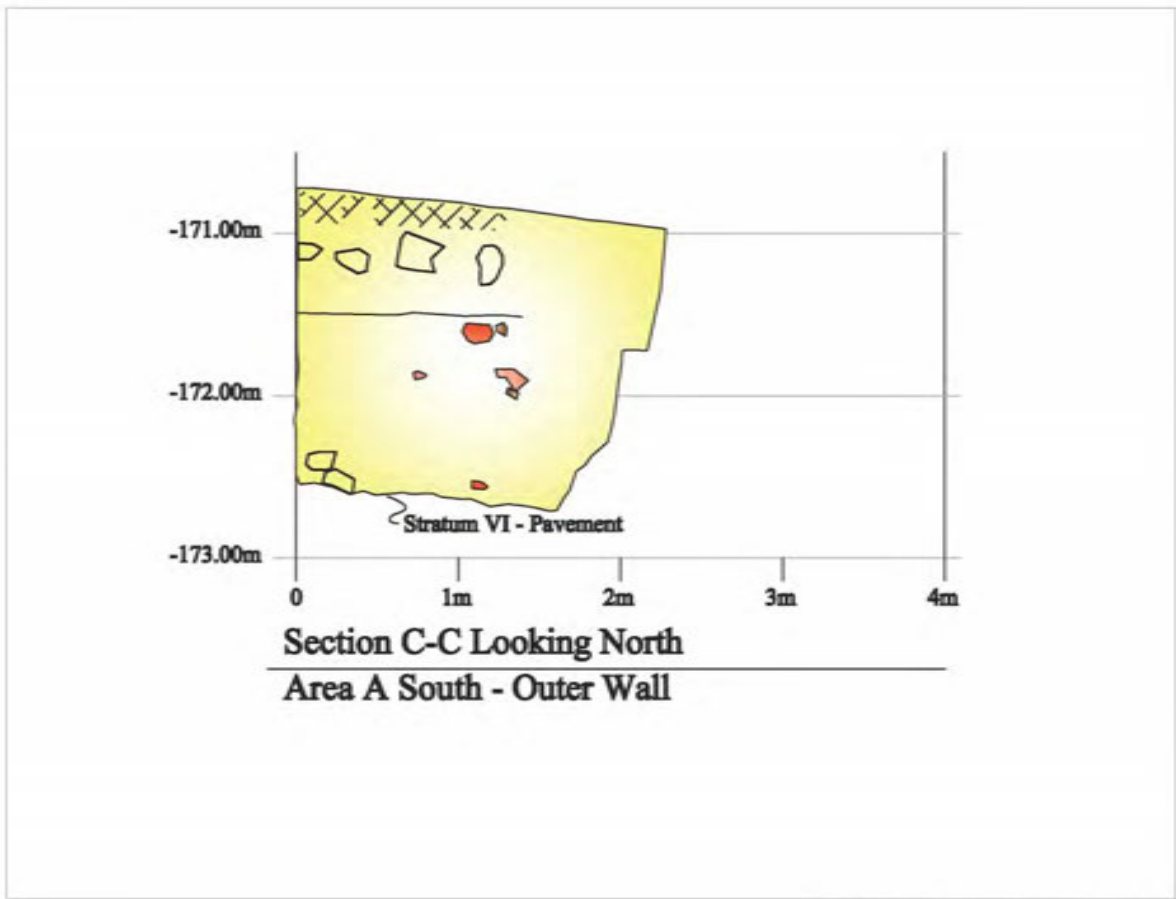 -171.00m
-172.00m
Stratum VI - Pavement
-173.00m
0 1m 2m 3m 4m
Section C-C Looking North
Area A South - Outer Wall